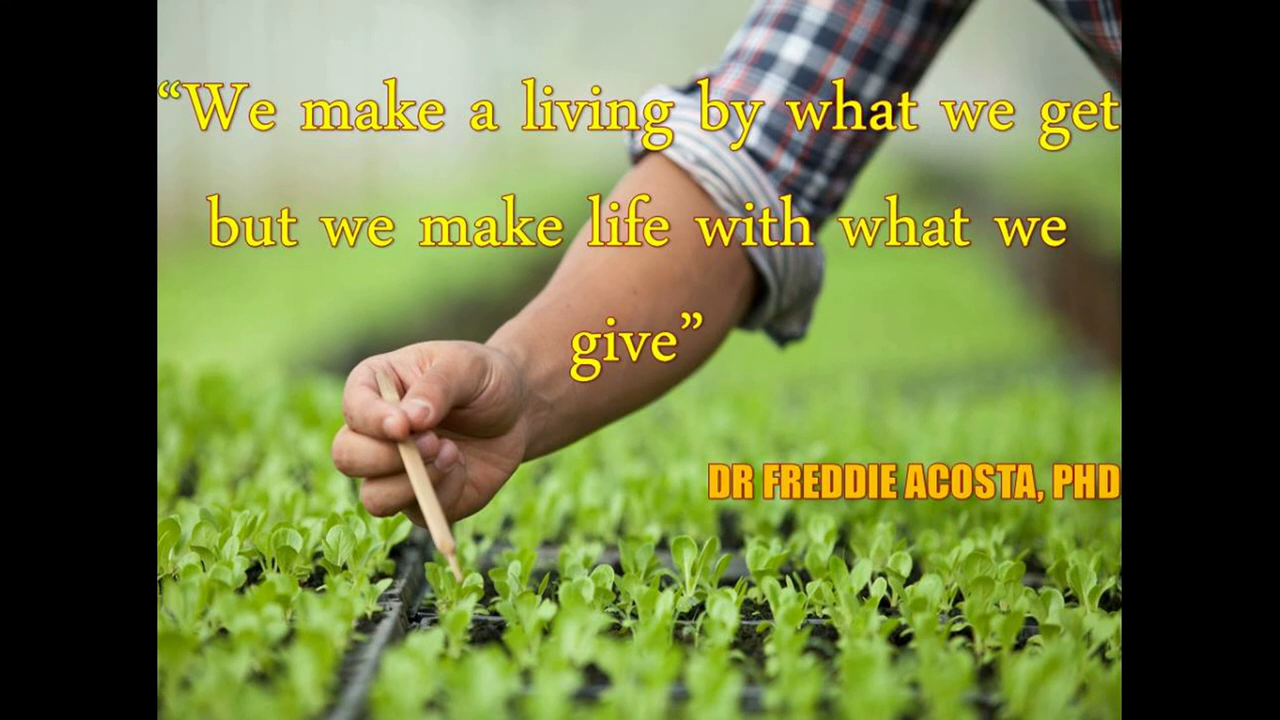 “We make a living by what we get
but we make life with what we
give”
DR FREDDIE ACOSTA, PHD